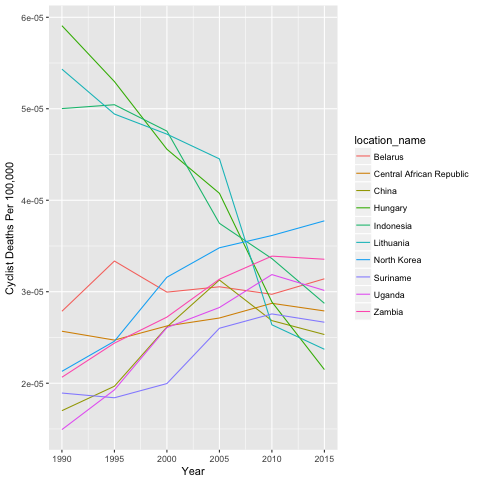 6e-05
5e-05
4e-05
3e-05
2e-05
Cyclist Deaths Per 100,000
1990 1995 2000 2005 2010 2015
Year
location_name
Belarus
Central African Republic
China
Hungary
Indonesia
Lithuania
North Korea
Suriname
Uganda
Zambia